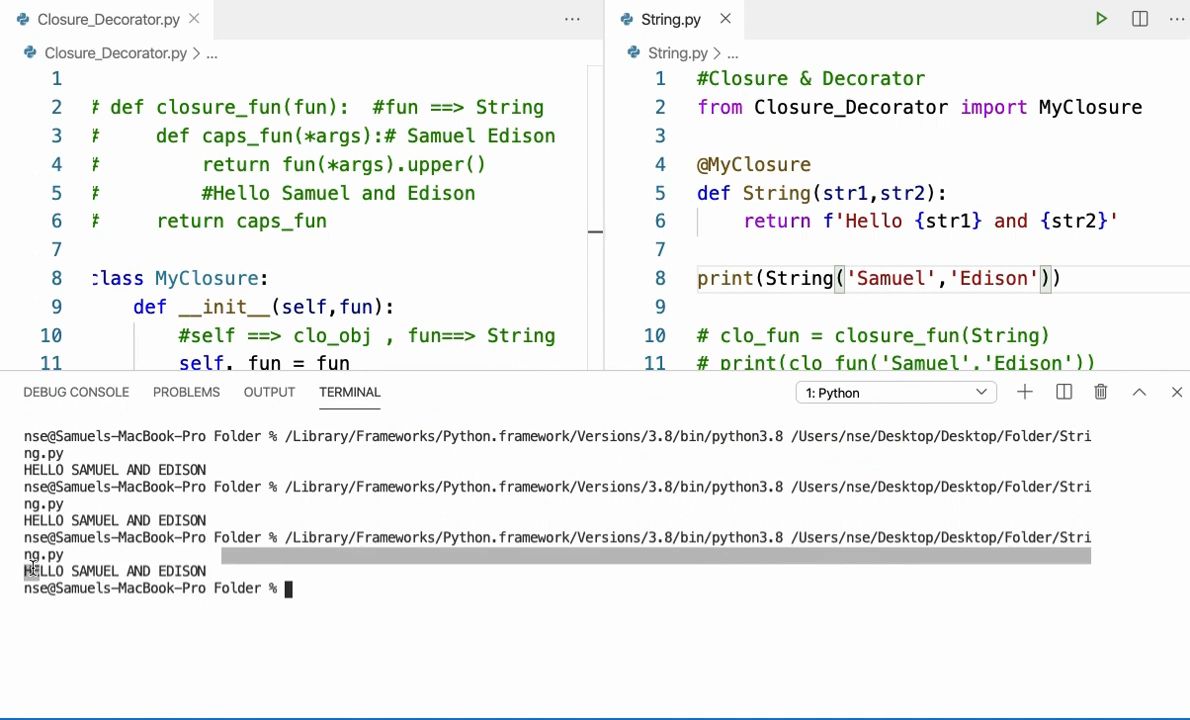 Closure_Decorator.py
Closure_Decorator.py > ...
1
2 # def closure_fun(fun):  #fun ==> String
3 #     def caps_fun(*args):# Samuel Edison
4 #         return fun(*args).upper()
5 #         #Hello Samuel and Edison
6 #     return caps_fun
7
8 class MyClosure:
9     def __init__(self,fun):
10         #self ==> clo_obj , fun==> String
11         self._fun = fun
String.py
String.py > ...
1 #Closure & Decorator
2 from Closure_Decorator import MyClosure
3
4 @MyClosure
5 def String(str1,str2):
6     return f'Hello {str1} and {str2}'
7
8 print(String('Samuel','Edison'))
9
10 # clo_fun = closure_fun(String)
11 # print(clo_fun('Samuel','Edison'))
DEBUG CONSOLE PROBLEMS OUTPUT TERMINAL 1: Python
nse@Samuels-MacBook-Pro Folder % /Library/Frameworks/Python.framework/Versions/3.8/bin/python3.8 /Users/nse/Desktop/Desktop/Folder/Stri
ng.py
HELLO SAMUEL AND EDISON
nse@Samuels-MacBook-Pro Folder % /Library/Frameworks/Python.framework/Versions/3.8/bin/python3.8 /Users/nse/Desktop/Desktop/Folder/Stri
ng.py
HELLO SAMUEL AND EDISON
nse@Samuels-MacBook-Pro Folder % /Library/Frameworks/Python.framework/Versions/3.8/bin/python3.8 /Users/nse/Desktop/Desktop/Folder/Stri
ng.py
HELLO SAMUEL AND EDISON
nse@Samuels-MacBook-Pro Folder %